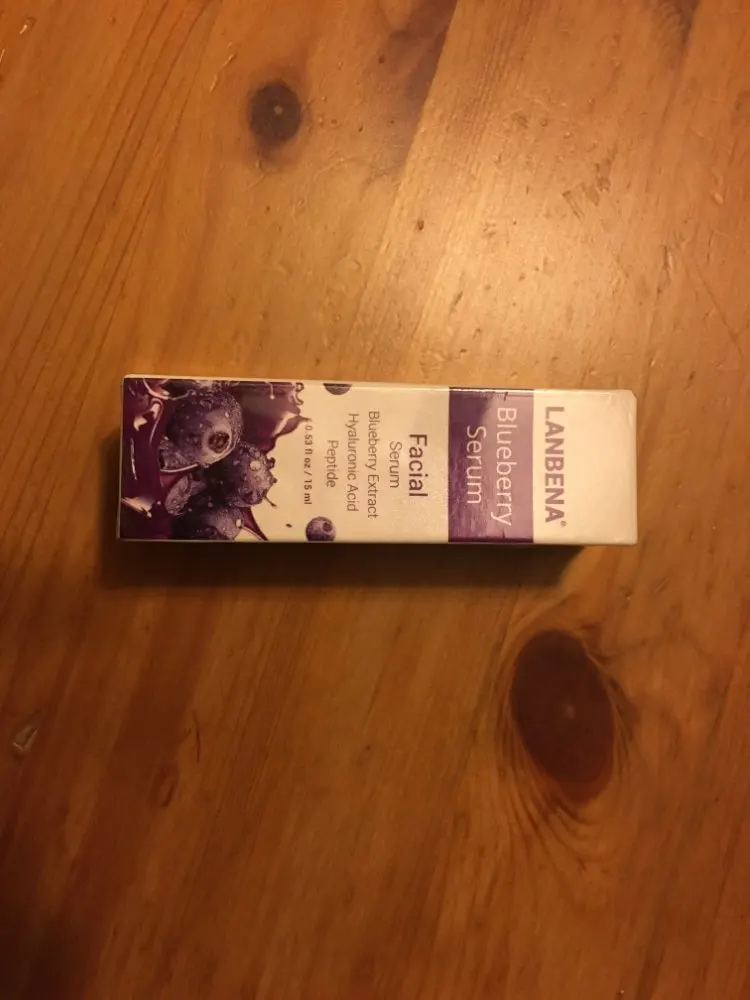 LANBENA®
Blueberry
Serum
Facial
Serum
Blueberry Extract
Hyaluronic Acid
Peptide
0.53 fl oz / 15 ml